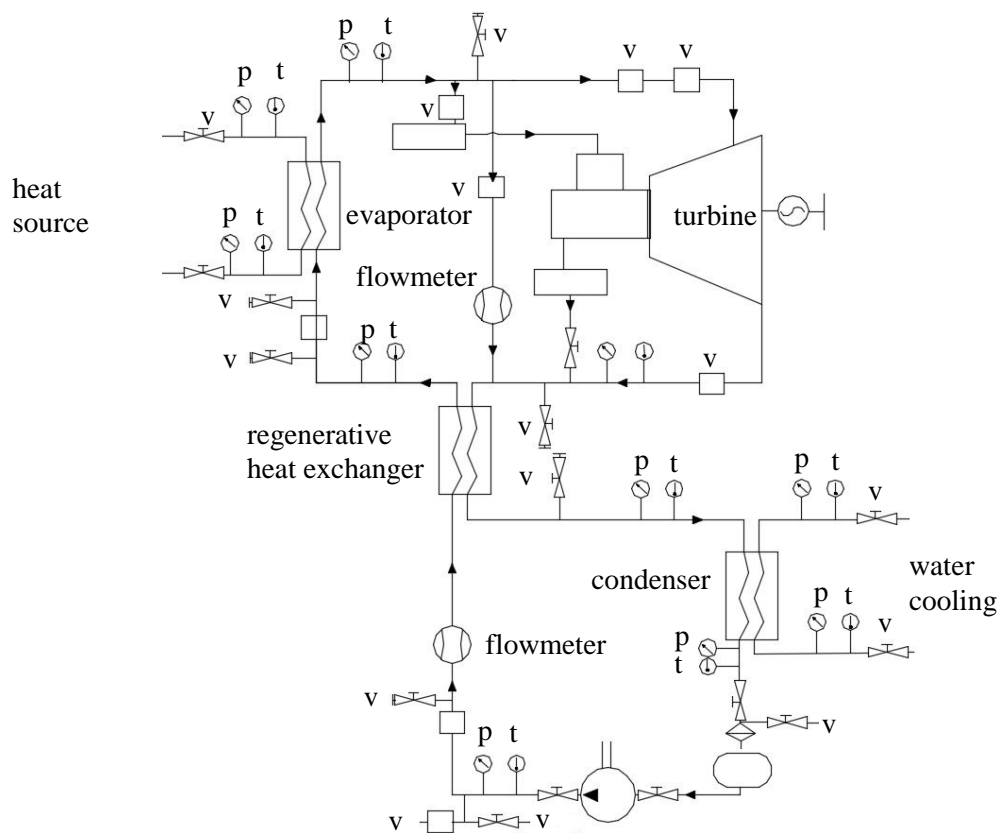 p t
v
v v
p t
v
v
heat
source
evaporator
v
turbine
p t
flowmeter
v
p t
v
v
regenerative
heat exchanger
v
v
p t
p t
v
condenser
water
cooling
p t
v
flowmeter
p
t
v
v
p t
v v